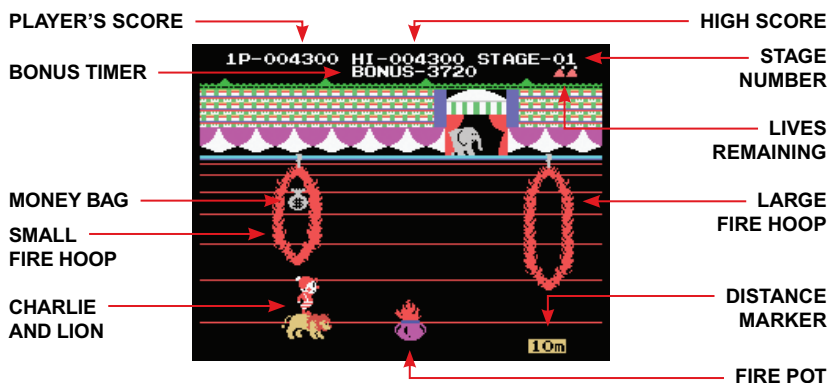 PLAYER’S SCORE
HIGH SCORE
1P-004300 HI-004300 STAGE-01
BONUS-3720
BONUS TIMER
STAGE
NUMBER
LIVES
REMAINING
MONEY BAG
LARGE
FIRE HOOP
SMALL
FIRE HOOP
CHARLIE
AND LION
DISTANCE
MARKER
10m
FIRE POT